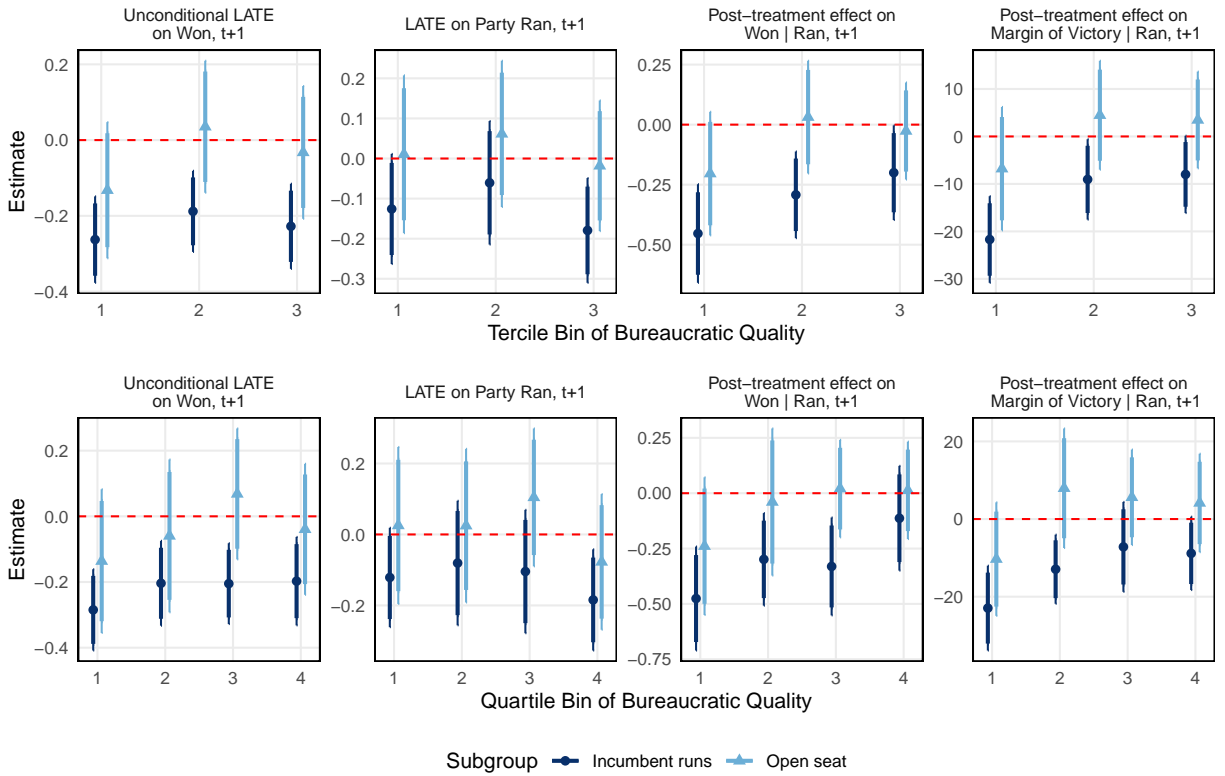 Unconditional LATE
on Won, t+1
LATE on Party Ran, t+1
Post−treatment effect on
Won | Ran, t+1
Post−treatment effect on
Margin of Victory | Ran, t+1
Estimate
0.2
0.0
−0.2
−0.4
1 2 3
0.2
0.1
0.0
−0.1
−0.2
−0.3
1 2 3
0.25
0.00
−0.25
−0.50
1 2 3
10
0
−10
−20
−30
1 2 3
Tercile Bin of Bureaucratic Quality
Unconditional LATE
on Won, t+1
LATE on Party Ran, t+1
Post−treatment effect on
Won | Ran, t+1
Post−treatment effect on
Margin of Victory | Ran, t+1
Estimate
0.2
0.0
−0.2
−0.4
1 2 3 4
0.2
0.0
−0.2
1 2 3 4
0.25
0.00
−0.25
−0.50
−0.75
1 2 3 4
20
0
−20
1 2 3 4
Quartile Bin of Bureaucratic Quality
Subgroup Incumbent runs Open seat